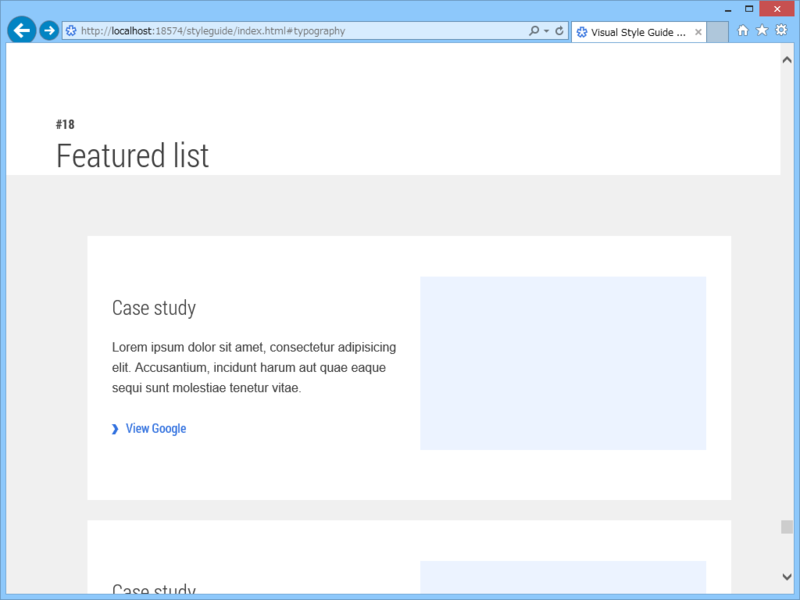 http://localhost:18574/styleguide/index.html#typography
Visual Style Guide ...
#18
Featured list
Case study
Lorem ipsum dolor sit amet, consectetur adipisicing
elit. Accusantium, incidunt harum aut quae eaque
sequi sunt molestiae tenetur vitae.
View Google
Case study